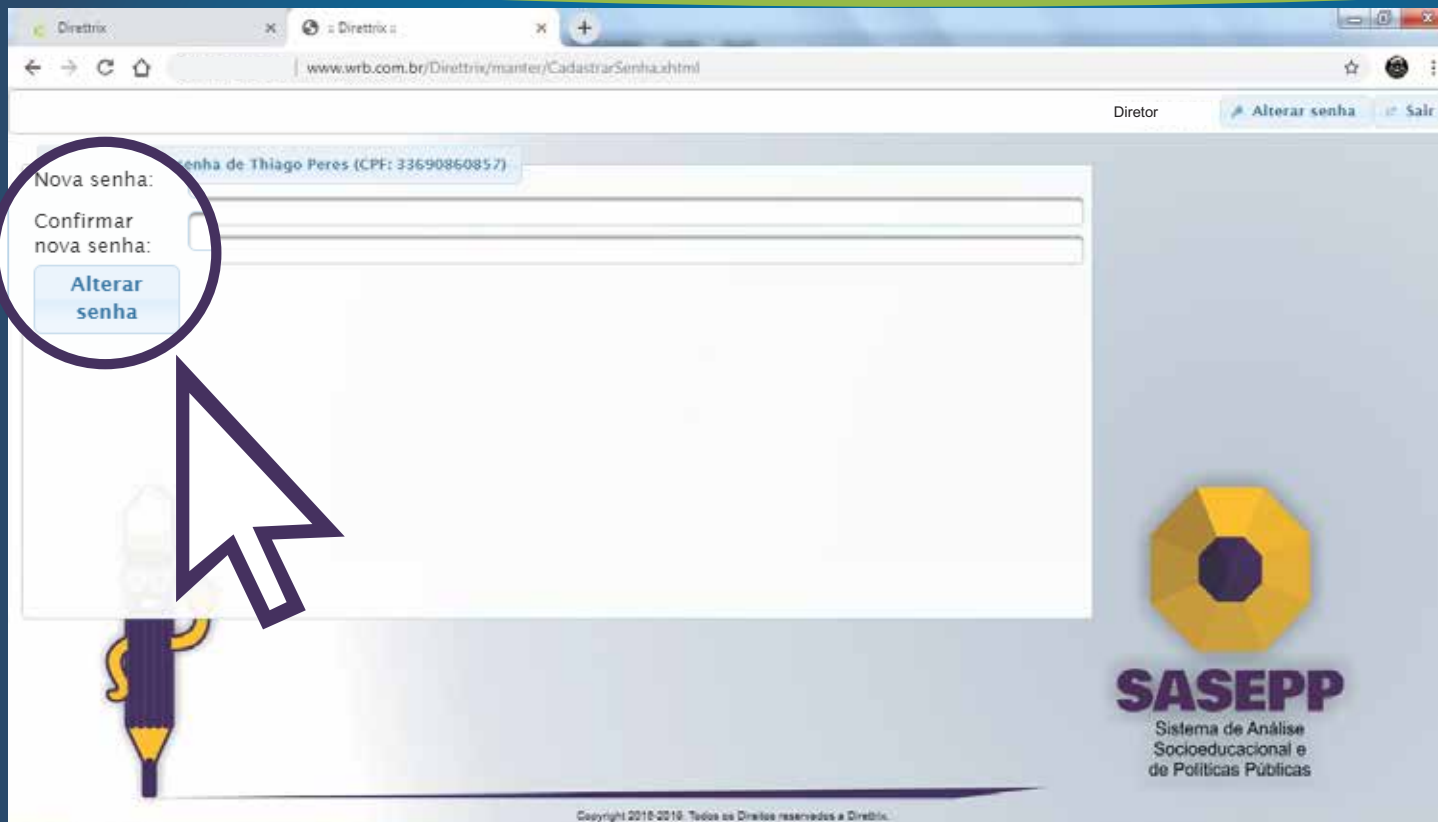 Direttrix
:: Direttrix ::
www.wrb.com.br/Direttrix/manter/CadastrarSenha.xhtml
Diretor
Alterar senha
Sair
senha de Thiago Peres (CPF: 33690860857)
Nova senha:
Confirmar
nova senha:
Alterar
senha
SASEPP
Sistema de Análise
Socioeducacional e
de Políticas Públicas
Copyright 2018-2019. Todos os Direitos reservados a Direttrix.